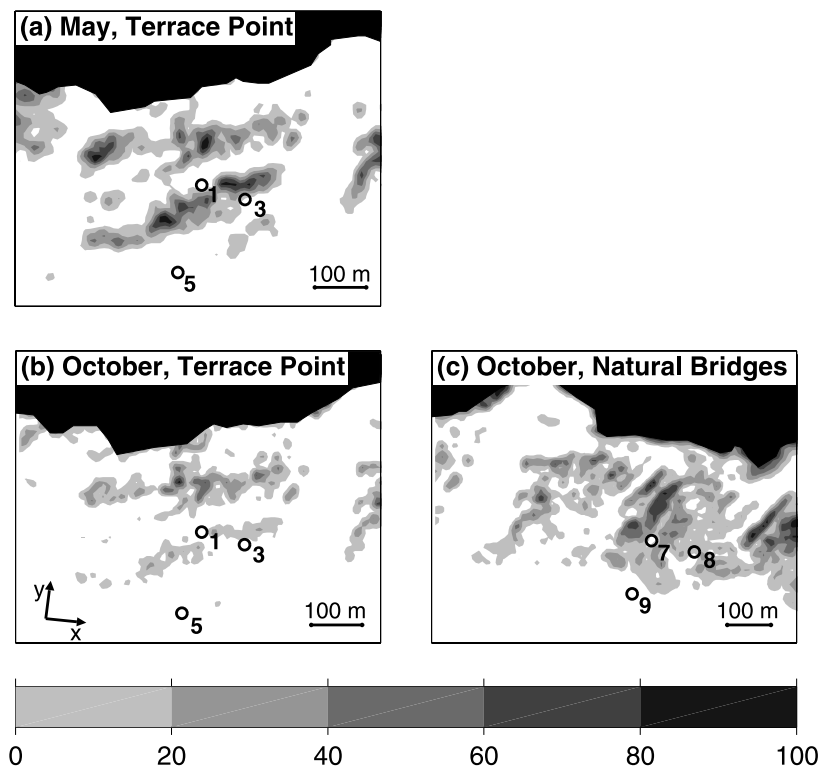 (a) May, Terrace Point
1
3
5
100 m
(b) October, Terrace Point
1
3
5
y
x
100 m
(c) October, Natural Bridges
7
8
9
100 m
0 20 40 60 80 100